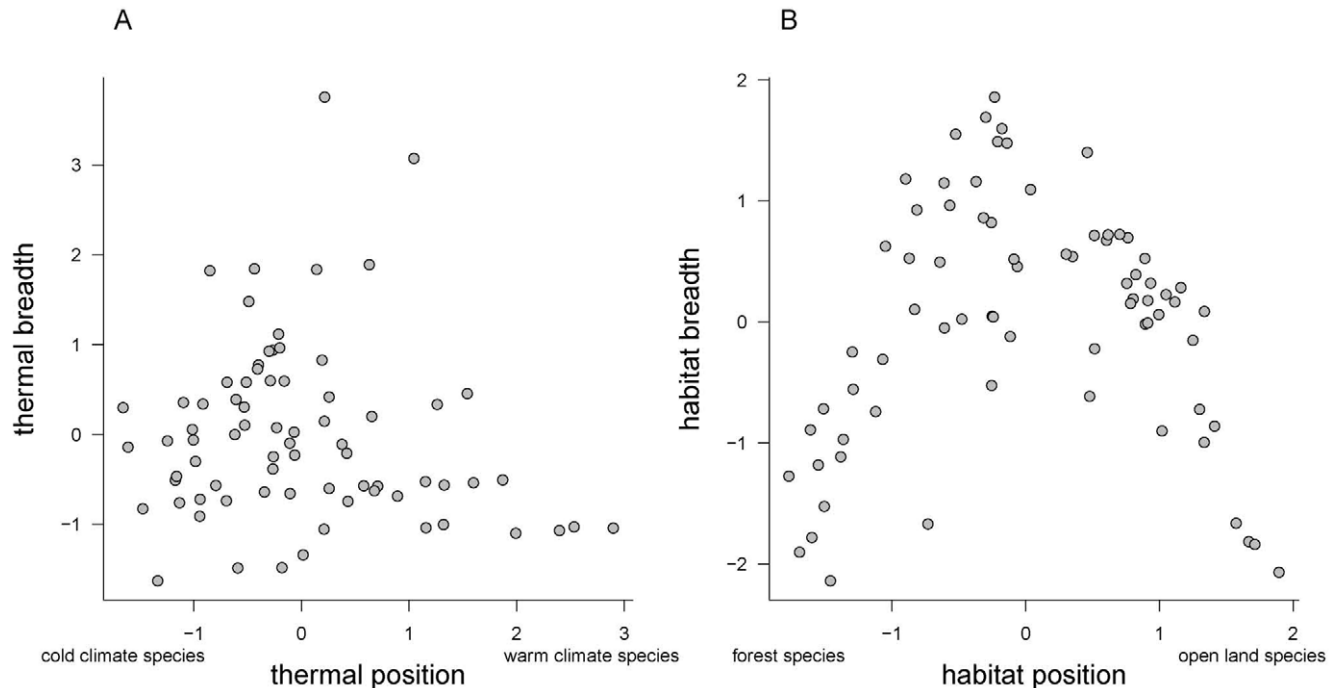 A
thermal breadth
3
2
1
0
−1
−1 0 1 2 3
cold climate species
thermal position
warm climate species
B
habitat breadth
2
1
0
−1
−2
−1 0 1 2
forest species
habitat position
open land species